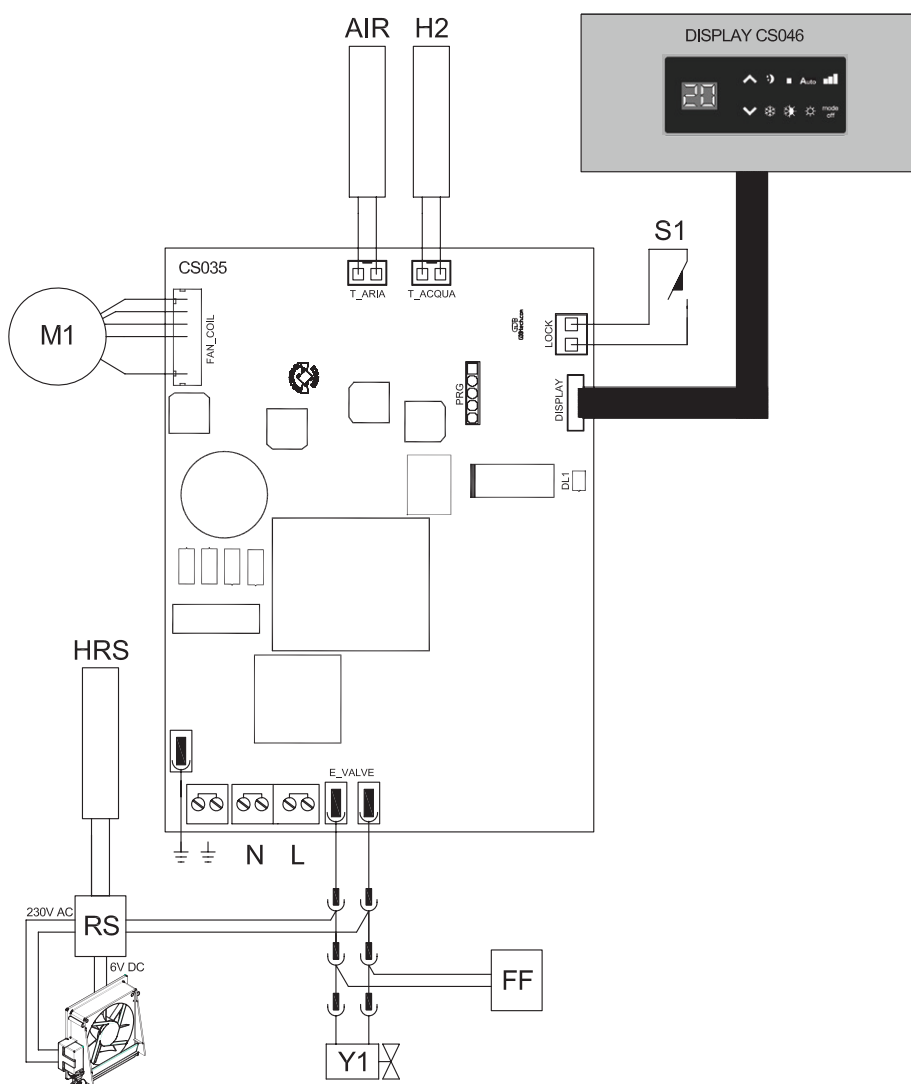 AIR H2
DISPLAY CS046
20
Auto
mode
off
S1
CS035
T_ARIA
T_ACQUA
M1
FAN_COIL
LOCK
PRG
DISPLAY
DL1
HRS
E_VALVE
N L
230V AC
RS
6V DC
FF
Y1